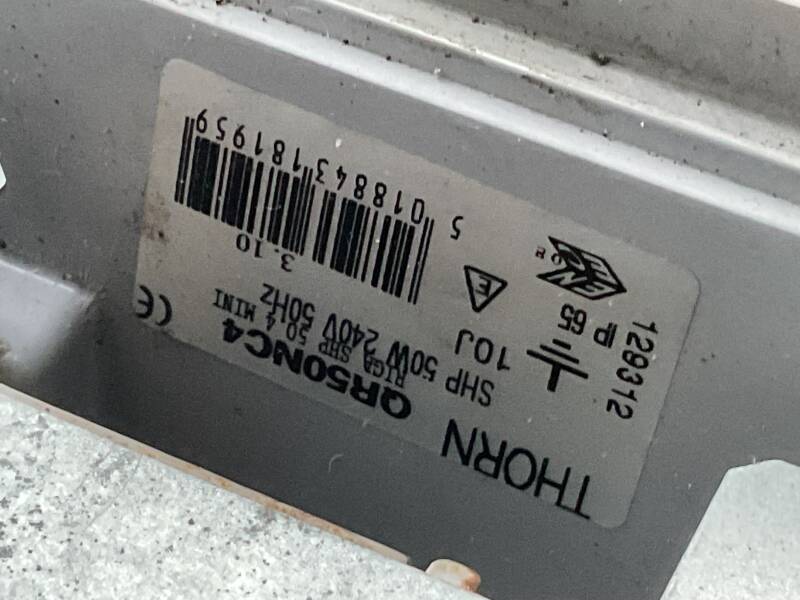 THORN
QR50NC4
RIGA SHP 50.4 MINI
SHP 50W 240V 50Hz
10J
129312
IP 65
E
CE
3.10
5 018843 181959